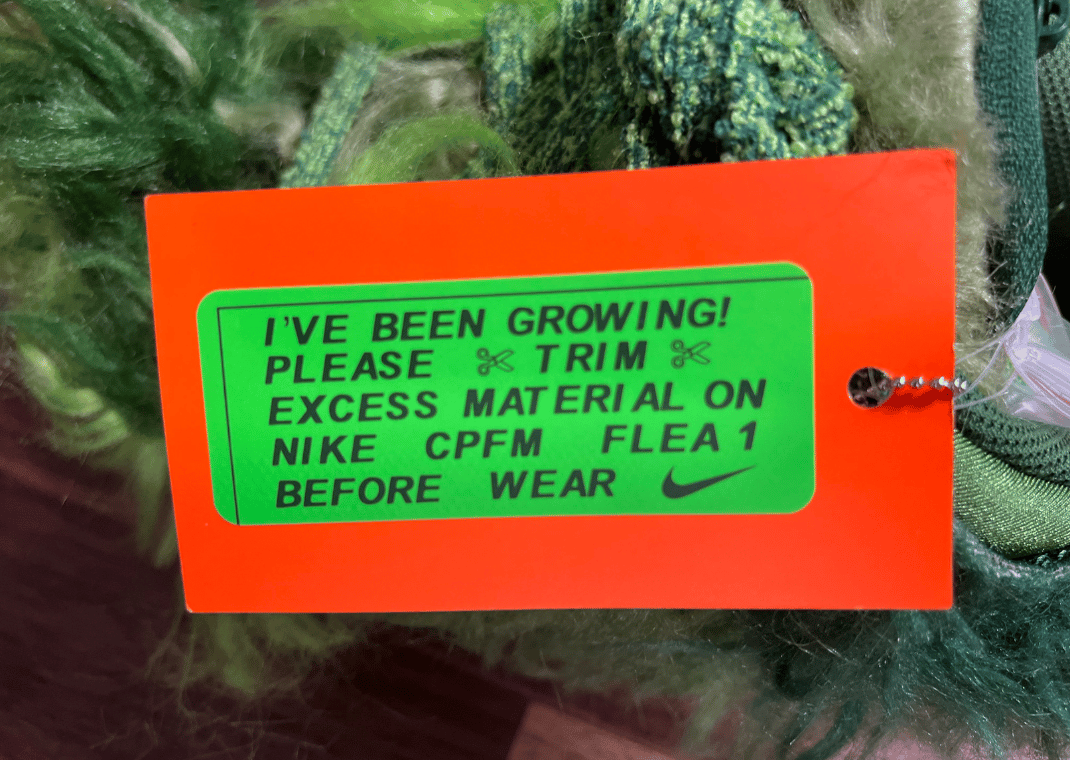 I'VE BEEN GROWING!
PLEASE ✂ TRIM ✂
EXCESS MATERIAL ON
NIKE CPFM FLEA 1
BEFORE WEAR